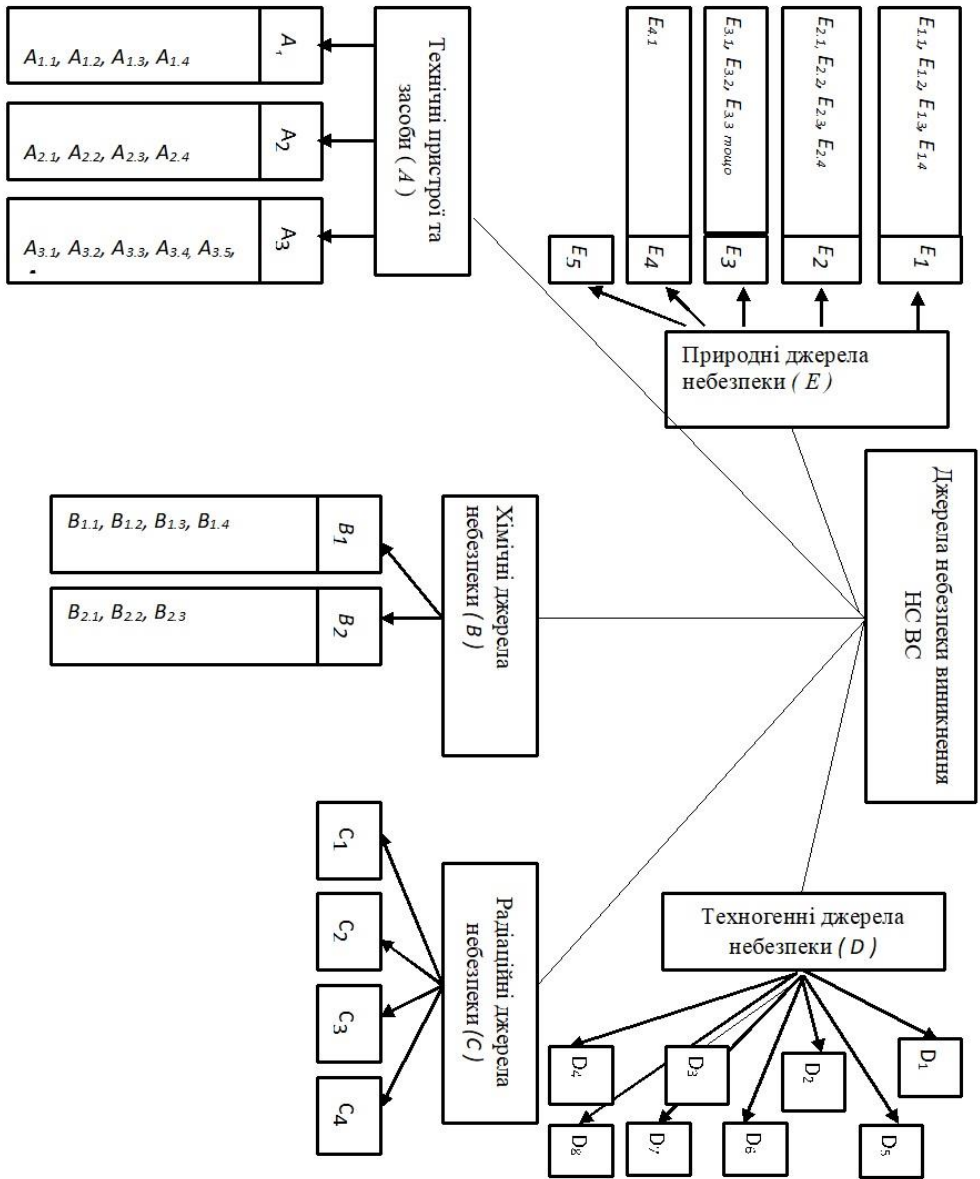 Джерела небезпеки виникнення
НС ВС
Природні джерела
небезпеки ( E )
E1
E1.1, E1.2, E1.3, E1.4
E2
E2.1, E2.2, E2.3, E2.4
E3
E3.1, E3.2, E3.3 тощо
E4
E4.1
E5
Технічні пристрої та
засоби ( A )
A1
A1.1, A1.2, A1.3, A1.4
A2
A2.1, A2.2, A2.3, A2.4
A3
A3.1, A3.2, A3.3, A3.4, A3.5,
Хімічні джерела
небезпеки ( B )
B1
B1.1, B1.2, B1.3, B1.4
B2
B2.1, B2.2, B2.3
Радіаційні джерела
небезпеки (C)
C1
C2
C3
C4
Техногенні джерела
небезпеки ( D )
D1
D2
D3
D4
D5
D6
D7
D8